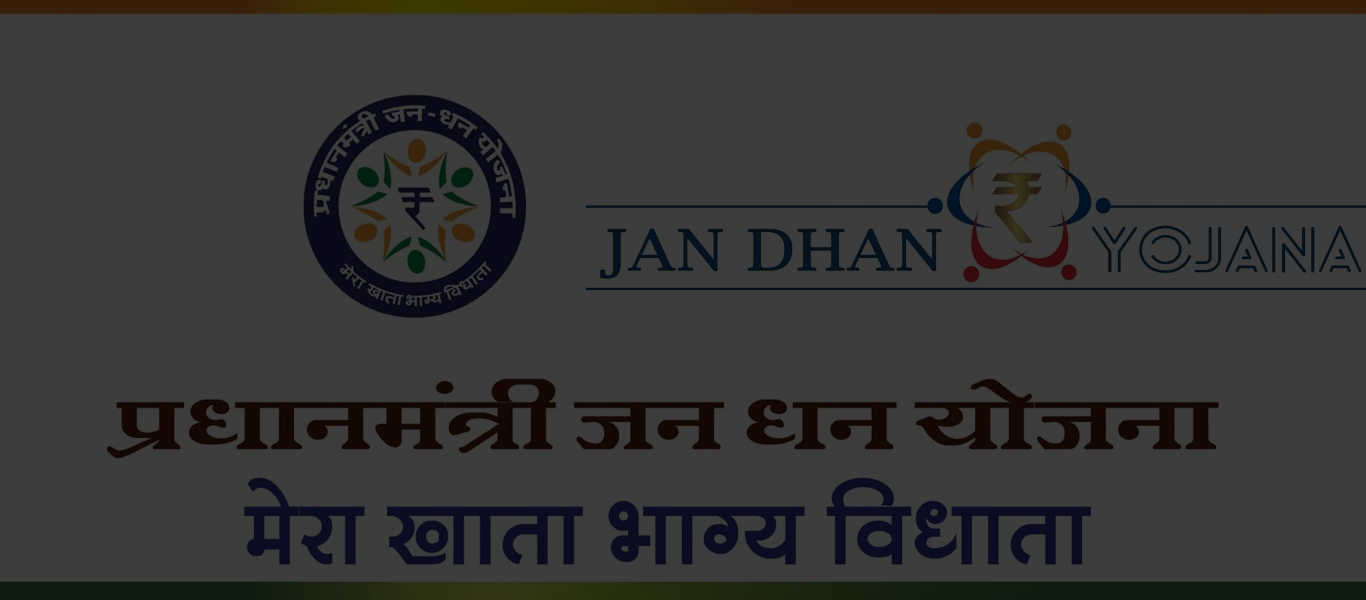 प्रधानमंत्री जन-धन योजना
₹
मेरा खाता भाग्य विधाता
JAN DHAN ₹ YOJANA
प्रधानमंत्री जन धन योजना
मेरा खाता भाग्य विधाता